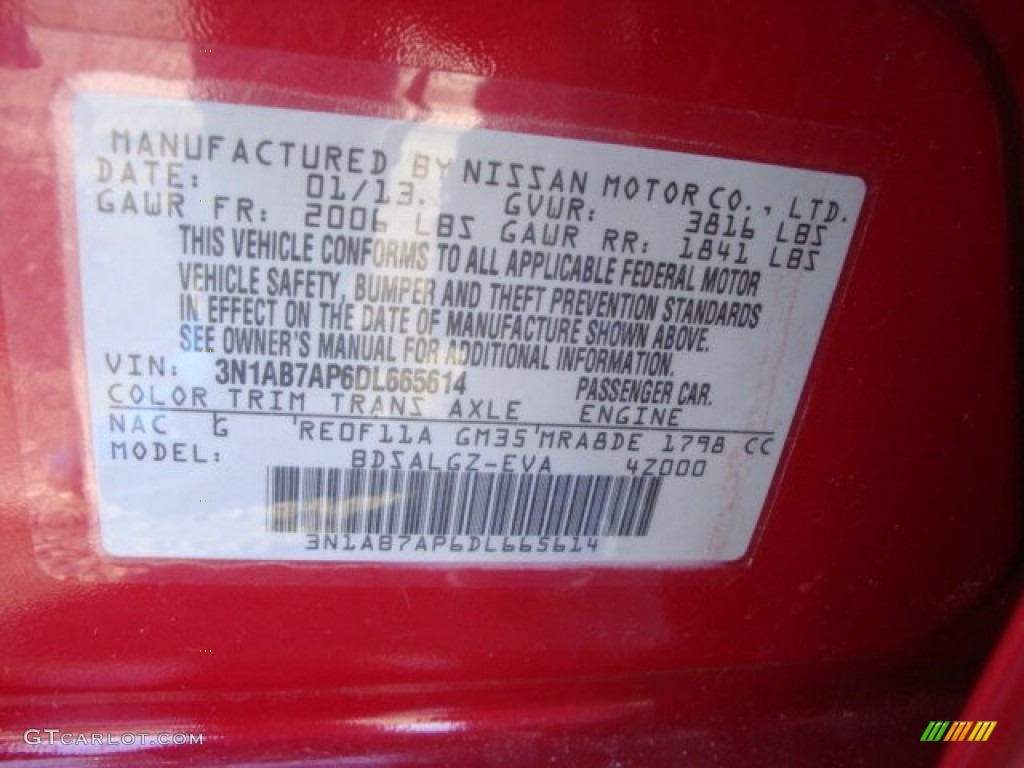 MANUFACTURED BY NISSAN MOTOR CO., LTD.
DATE: 01/13. GVWR: 3816 LBS
GAWR FR: 2006 LBS GAWR RR: 1841 LBS
THIS VEHICLE CONFORMS TO ALL APPLICABLE FEDERAL MOTOR
VEHICLE SAFETY, BUMPER AND THEFT PREVENTION STANDARDS
IN EFFECT ON THE DATE OF MANUFACTURE SHOWN ABOVE.
SEE OWNER'S MANUAL FOR ADDITIONAL INFORMATION.
VIN: 3N1AB7AP6DL665614 PASSENGER CAR.
COLOR TRIM TRANS AXLE ENGINE
NAC G RE0F11A GM35 MRA8DE 1798 CC
MODEL: BDSALGZ-EVA 42000
3N1AB7AP6DL665614
GTCARLOT.COM